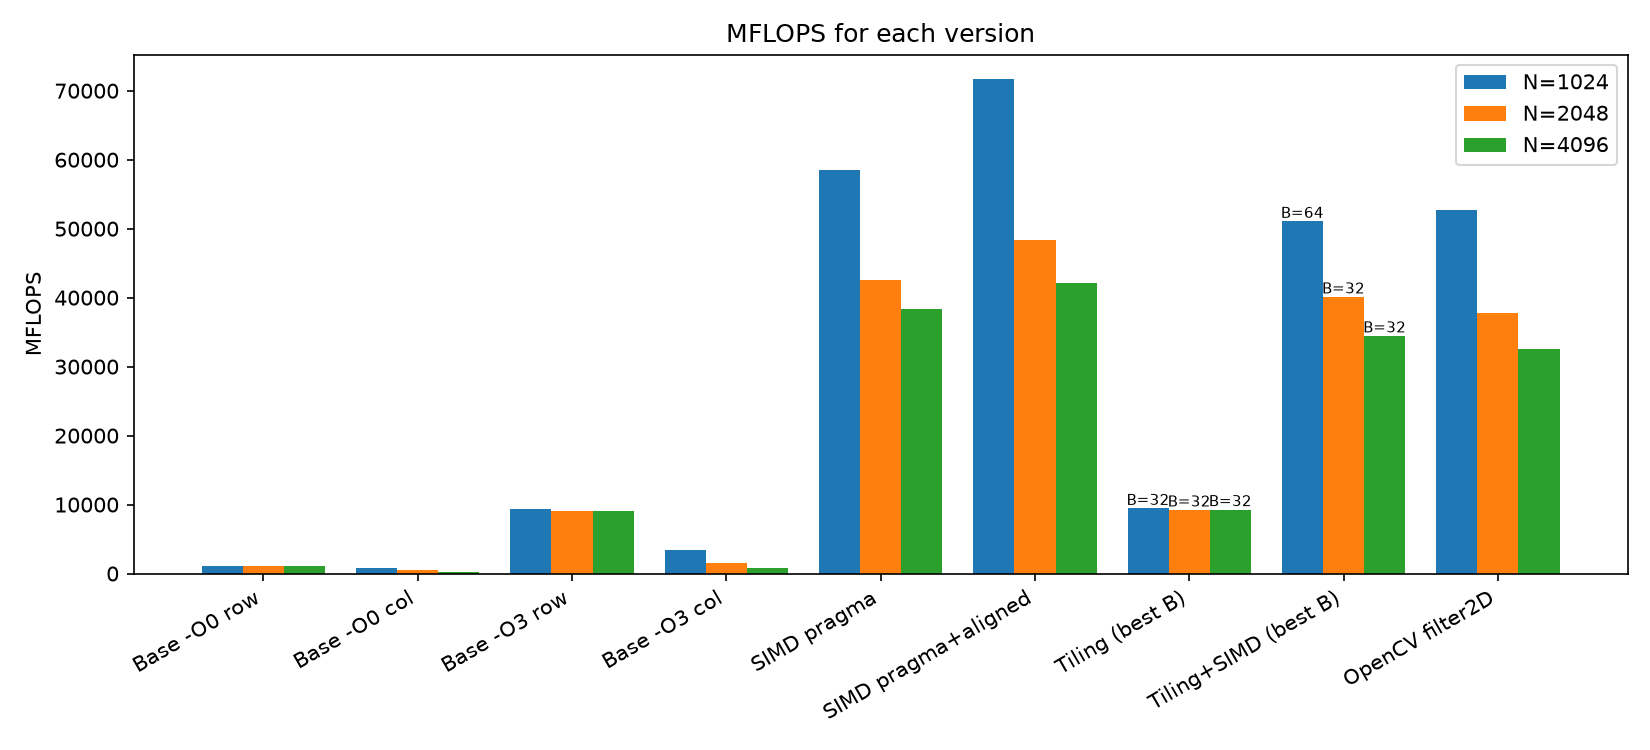 MFLOPS for each version
MFLOPS
70000
60000
50000
40000
30000
20000
10000
0
N=1024
N=2048
N=4096
B=32
B=32
B=32
B=64
B=32
B=32
Base -O0 row
Base -O0 col
Base -O3 row
Base -O3 col
SIMD pragma
SIMD pragma+aligned
Tiling (best B)
Tiling+SIMD (best B)
OpenCV filter2D